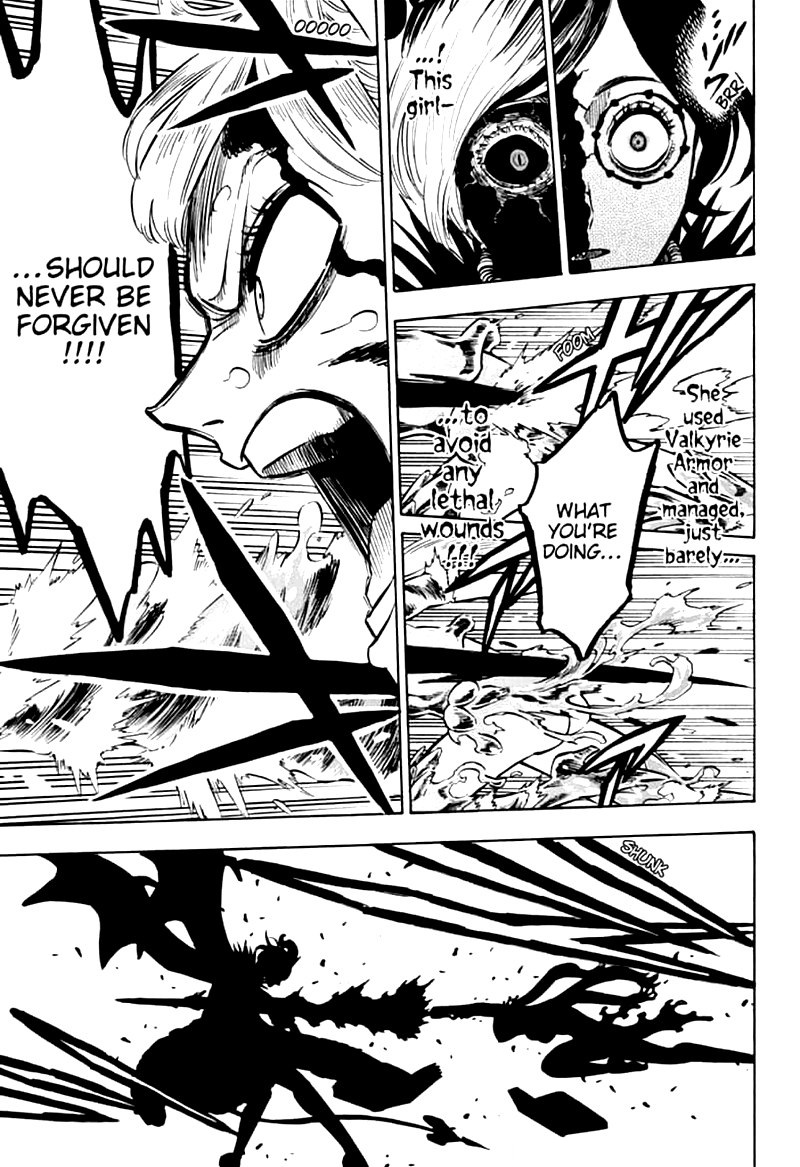 BRR!
...!
This
girl-
FOOM
She
used
Valkyrie
Armor
and
managed,
just
barely...
...to
avoid
any
lethal
wounds
!!!!
WHAT
YOU'RE
DOING...
OOOOO
...SHOULD
NEVER BE
FORGIVEN
!!!!
SHUNK